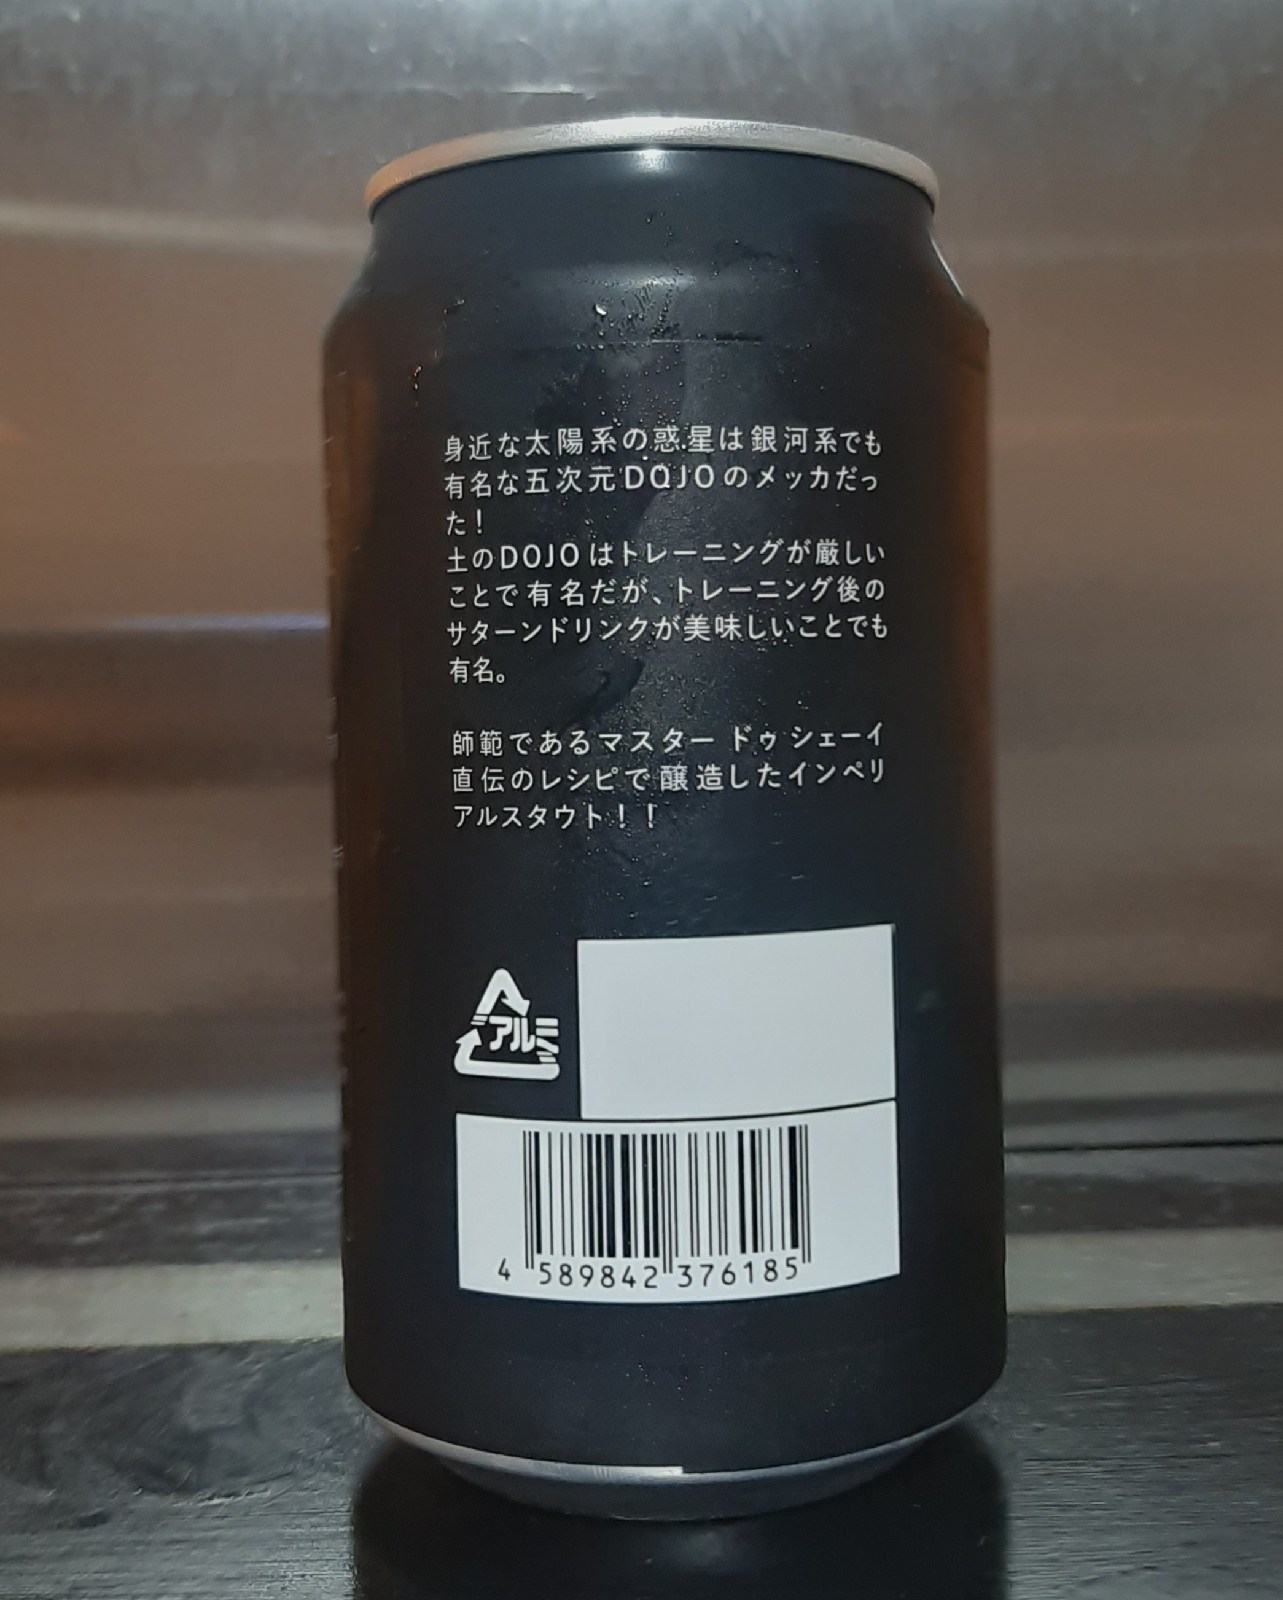 身近な太陽系の惑星は銀河系でも
有名な五次元DOJOのメッカだっ
た！
土のDOJOはトレーニングが厳しい
ことで有名だが、トレーニング後の
サターンドリンクが美味しいことでも
有名。
師範であるマスター ドゥ シェーイ
直伝のレシピで醸造したインペリ
アルスタウト！！
アルミ
4 589842 376185